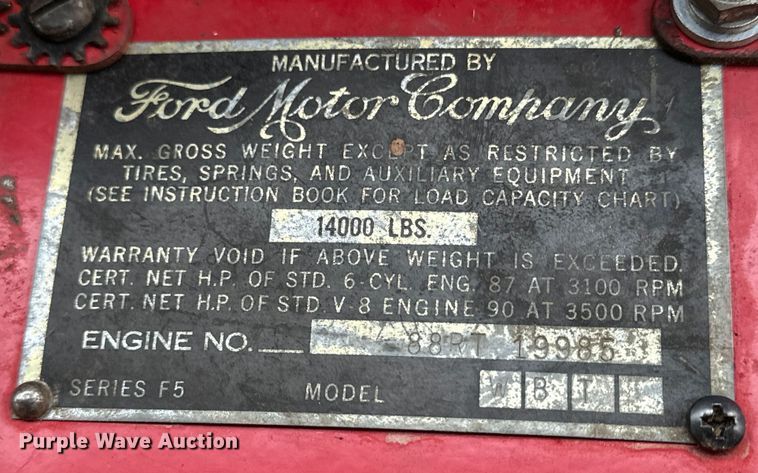 MANUFACTURED BY
Ford Motor Company
MAX. GROSS WEIGHT EXCEPT AS RESTRICTED BY
TIRES, SPRINGS, AND AUXILIARY EQUIPMENT
(SEE INSTRUCTION BOOK FOR LOAD CAPACITY CHART)
14000 LBS.
WARRANTY VOID IF ABOVE WEIGHT IS EXCEEDED.
CERT. NET H.P. OF STD. 6-CYL. ENG. 87 AT 3100 RPM
CERT. NET H.P. OF STD. V-8 ENGINE 90 AT 3500 RPM
ENGINE NO. 88RT 19985
SERIES F5 MODEL B T
Purple Wave Auction